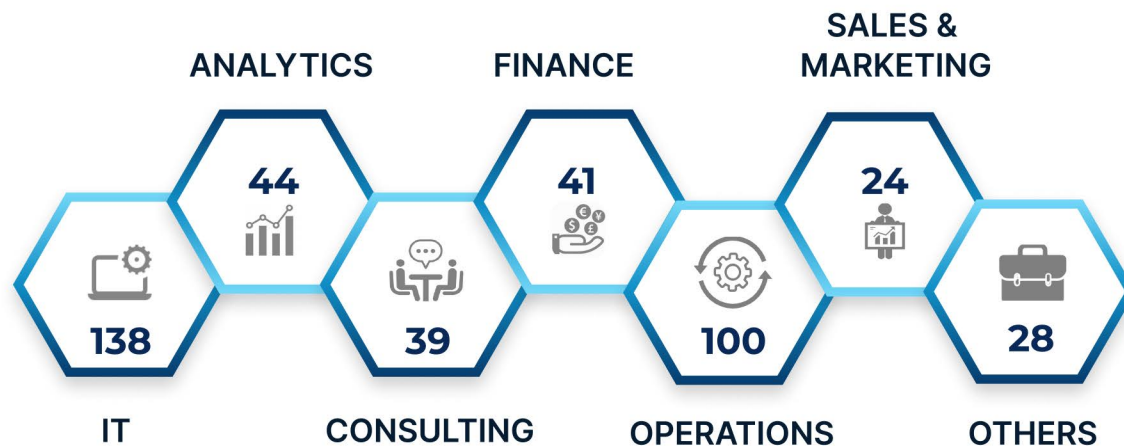 SALES &
ANALYTICS FINANCE MARKETING
44 41 24
138 39 100 28
IT CONSULTING OPERATIONS OTHERS